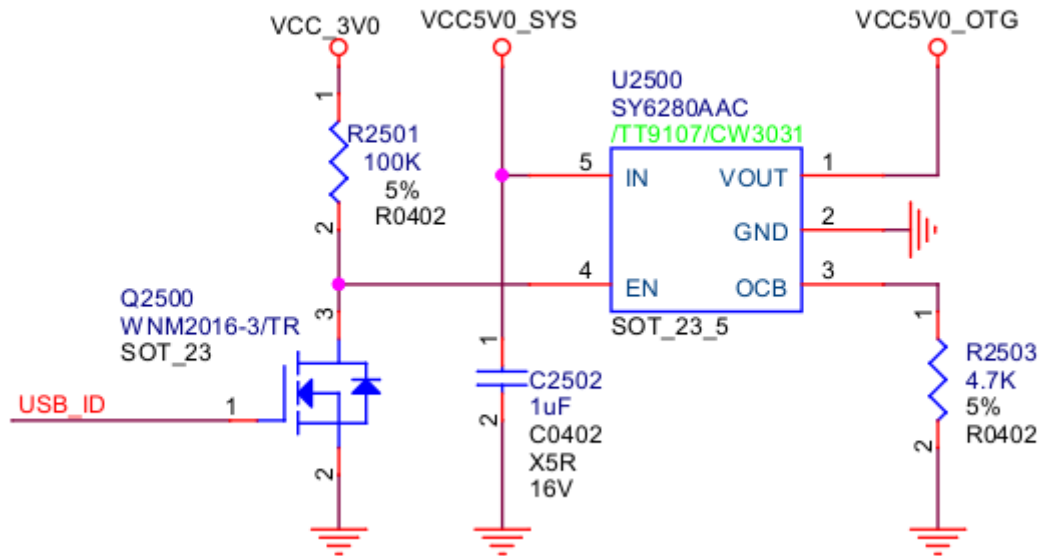 VCC_3V0
VCC5V0_SYS
VCC5V0_OTG
U2500
SY6280AAC
/TT9107/CW3031
1
R2501
100K
5%
R0402
2
5
IN
VOUT
1
GND
2
4
EN
OCB
3
SOT_23_5
Q2500
WNM2016-3/TR
SOT_23
3
USB_ID
1
2
1
C2502
1uF
C0402
X5R
16V
2
1
R2503
4.7K
5%
R0402
2